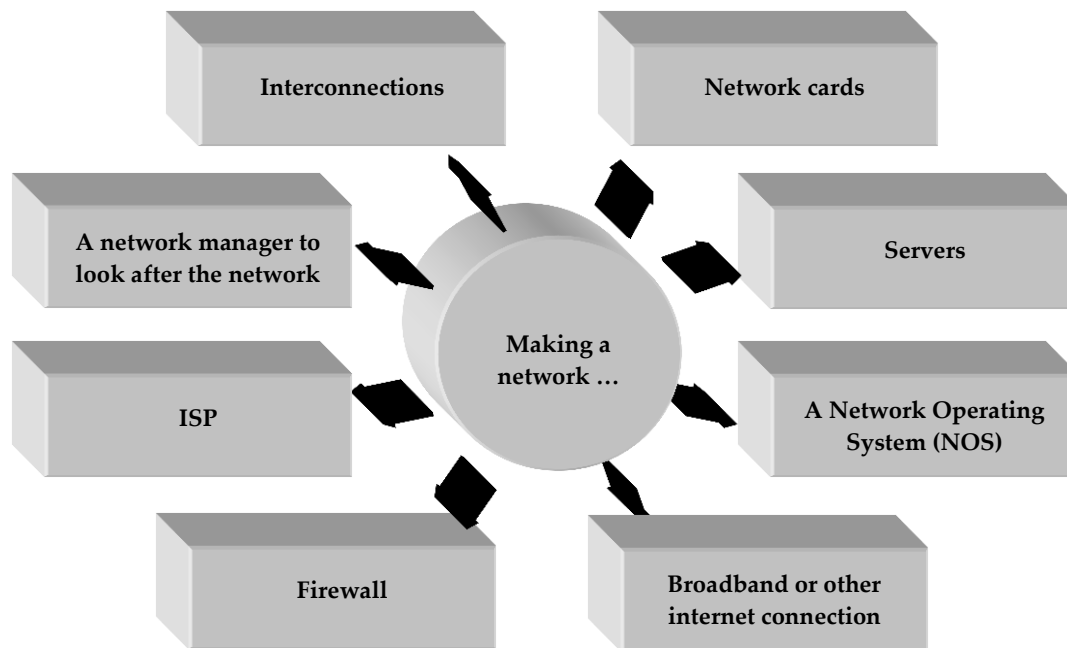 Interconnections
Network cards
A network manager to
look after the network
Servers
Making a
network …
ISP
A Network Operating
System (NOS)
Firewall
Broadband or other
internet connection